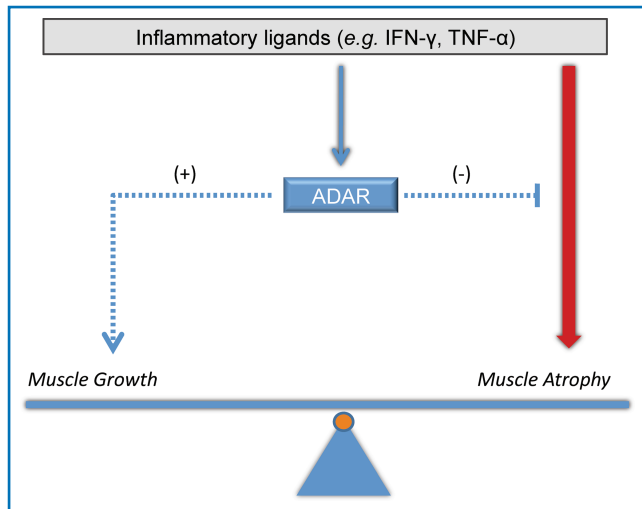 Inflammatory ligands (e.g. IFN-γ, TNF-α)
(+)
(-)
ADAR
Muscle Growth
Muscle Atrophy